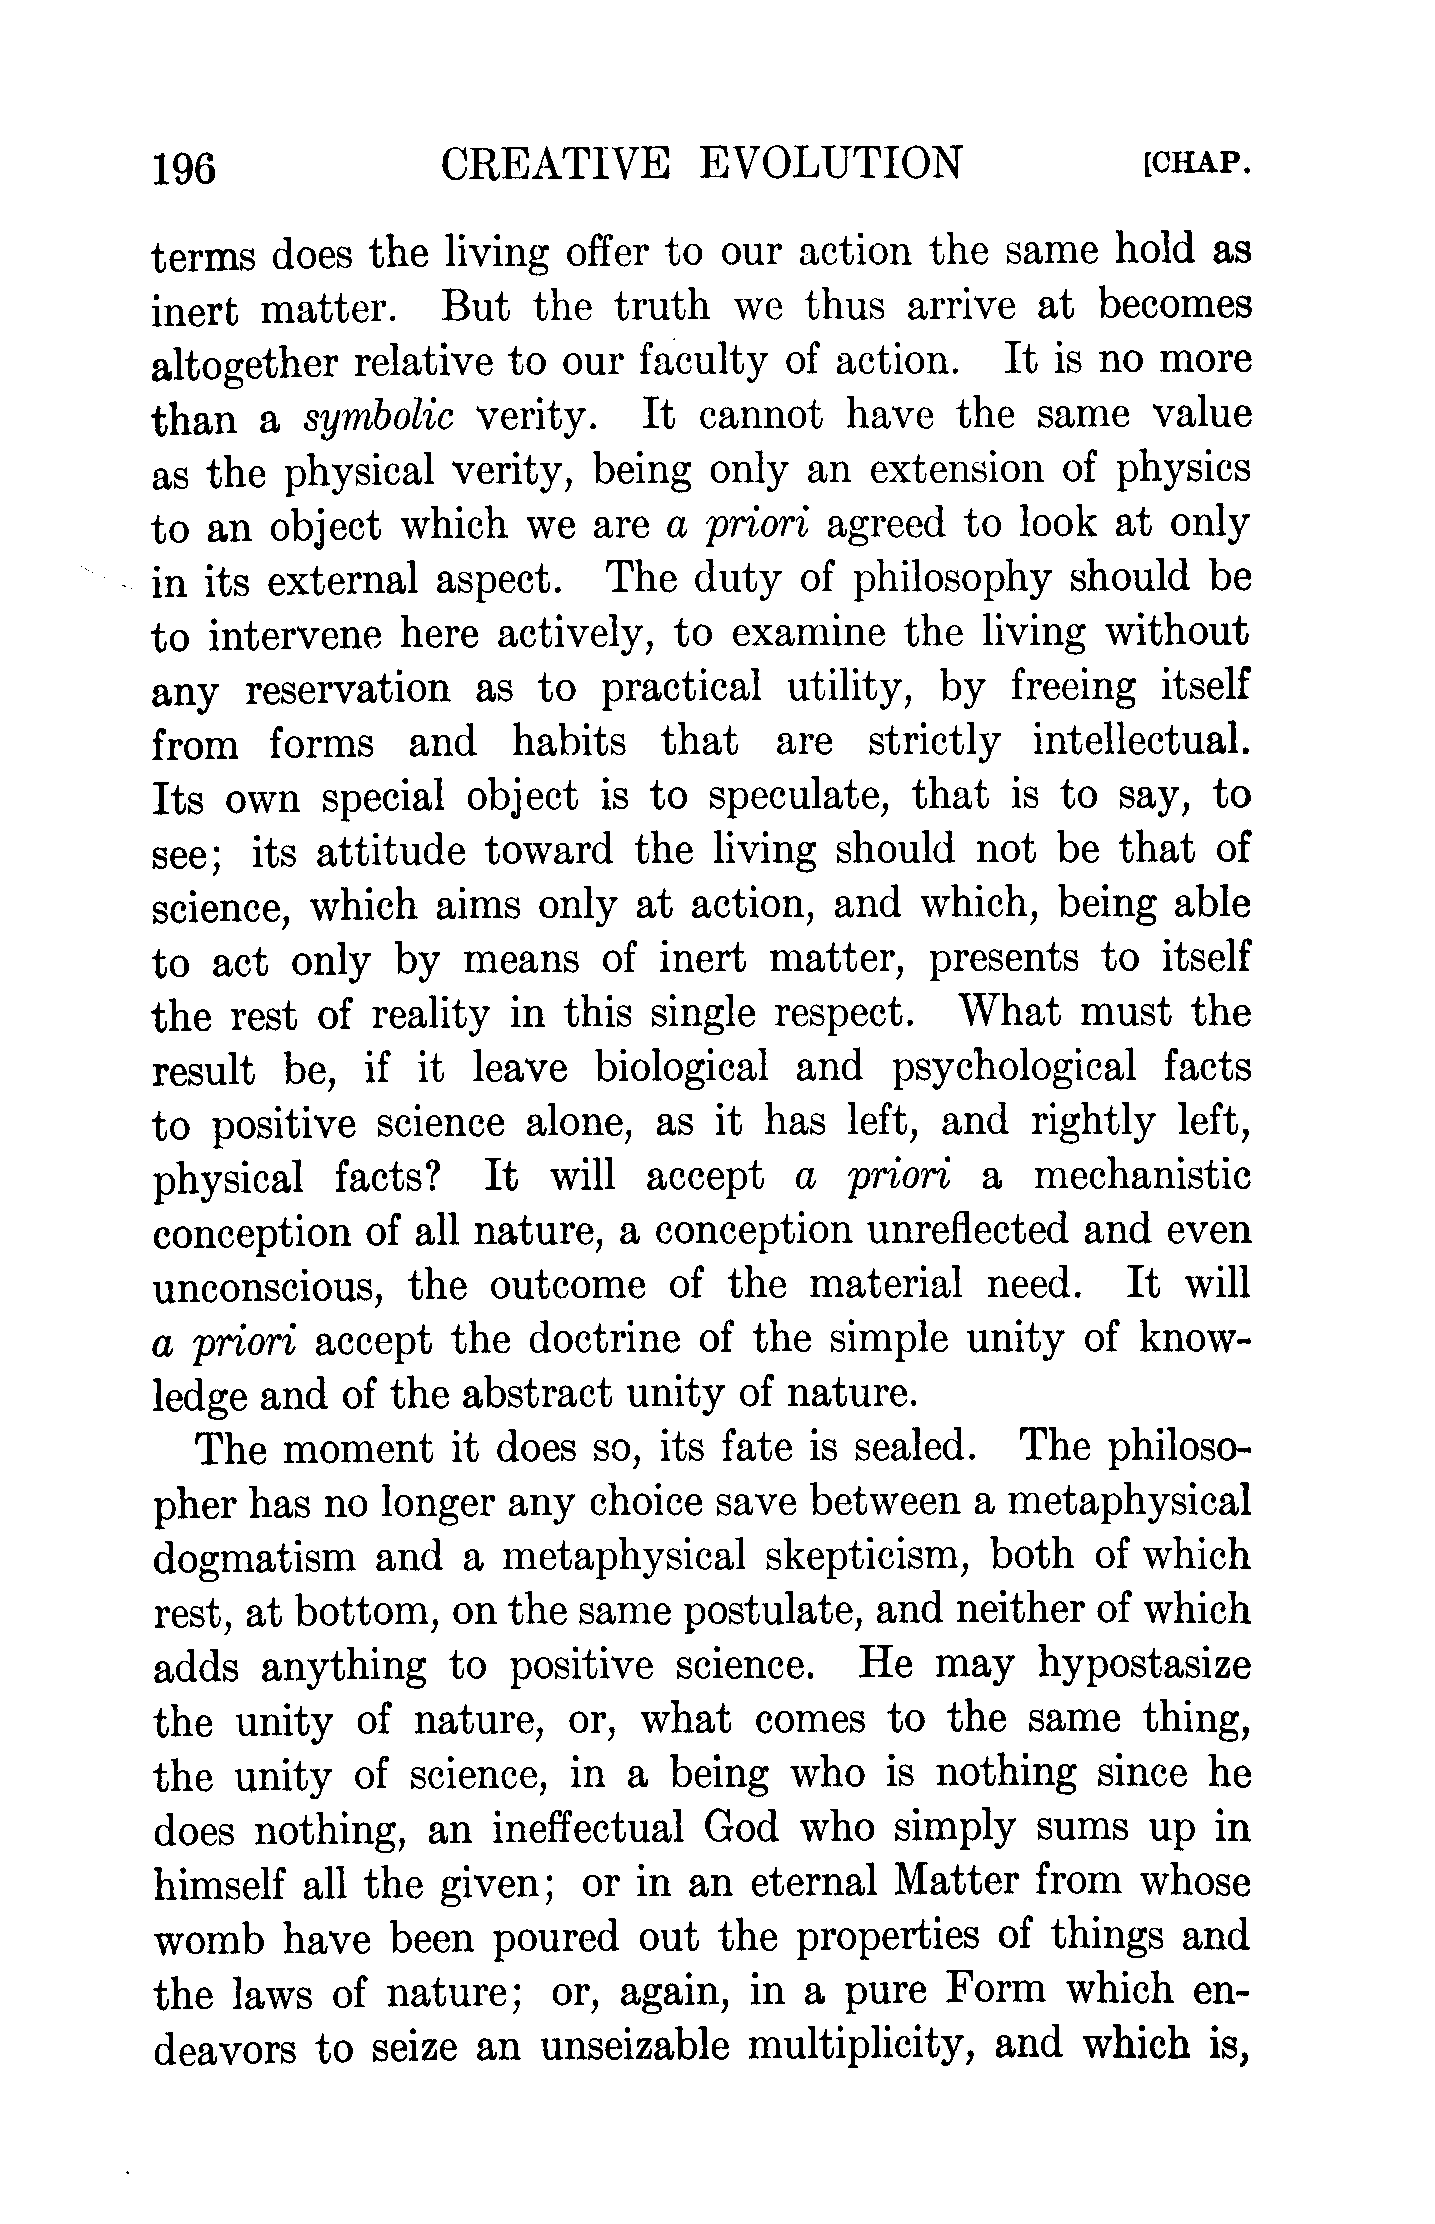 196 CREATIVE EVOLUTION [CHAP.
terms does the living offer to our action the same hold as
inert matter. But the truth we thus arrive at becomes
altogether relative to our faculty of action. It is no more
than a symbolic verity. It cannot have the same value
as the physical verity, being only an extension of physics
to an object which we are a priori agreed to look at only
in its external aspect. The duty of philosophy should be
to intervene here actively, to examine the living without
any reservation as to practical utility, by freeing itself
from forms and habits that are strictly intellectual.
Its own special object is to speculate, that is to say, to
see; its attitude toward the living should not be that of
science, which aims only at action, and which, being able
to act only by means of inert matter, presents to itself
the rest of reality in this single respect. What must the
result be, if it leave biological and psychological facts
to positive science alone, as it has left, and rightly left,
physical facts? It will accept a priori a mechanistic
conception of all nature, a conception unreflected and even
unconscious, the outcome of the material need. It will
a priori accept the doctrine of the simple unity of know-
ledge and of the abstract unity of nature.
The moment it does so, its fate is sealed. The philoso-
pher has no longer any choice save between a metaphysical
dogmatism and a metaphysical skepticism, both of which
rest, at bottom, on the same postulate, and neither of which
adds anything to positive science. He may hypostasize
the unity of nature, or, what comes to the same thing,
the unity of science, in a being who is nothing since he
does nothing, an ineffectual God who simply sums up in
himself all the given; or in an eternal Matter from whose
womb have been poured out the properties of things and
the laws of nature; or, again, in a pure Form which en-
deavors to seize an unseizable multiplicity, and which is,